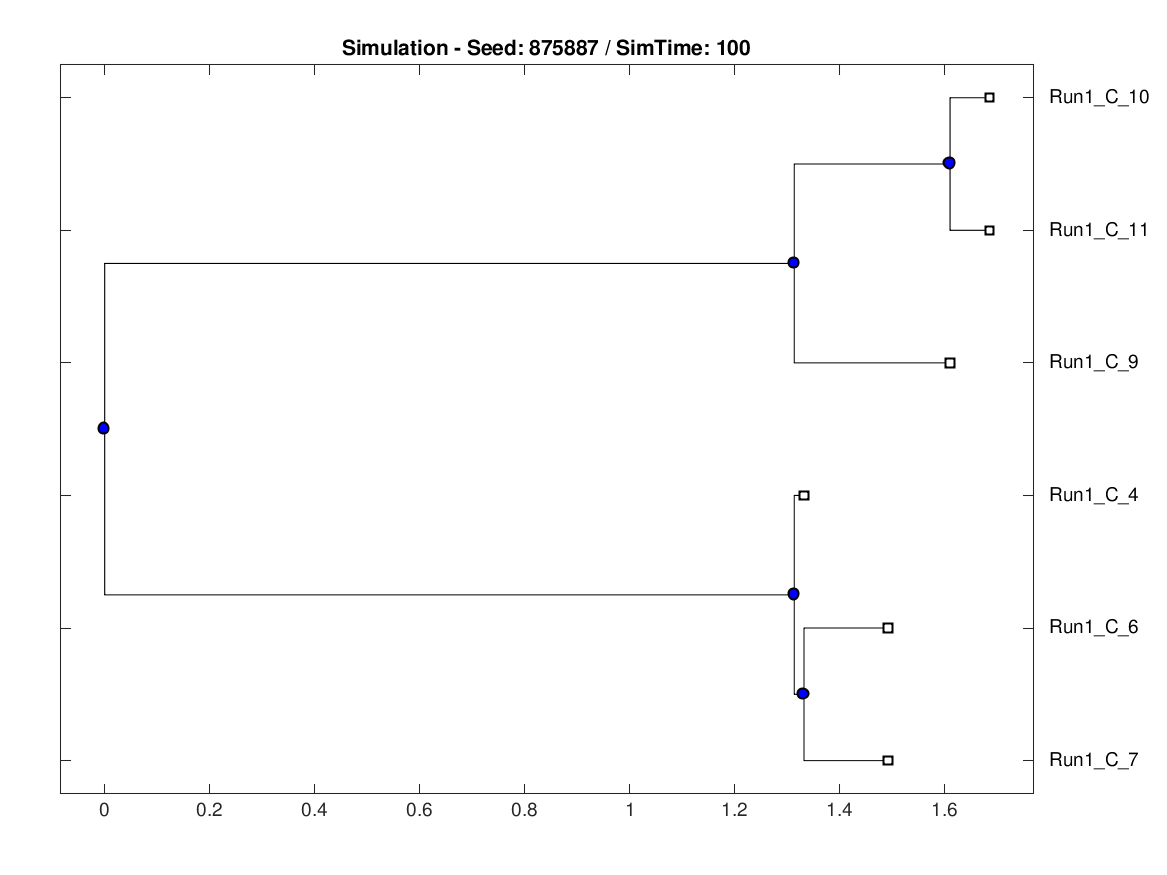 Simulation - Seed: 875887 / SimTime: 100
Run1_C_10
Run1_C_11
Run1_C_9
Run1_C_4
Run1_C_6
Run1_C_7
0 0.2 0.4 0.6 0.8 1 1.2 1.4 1.6